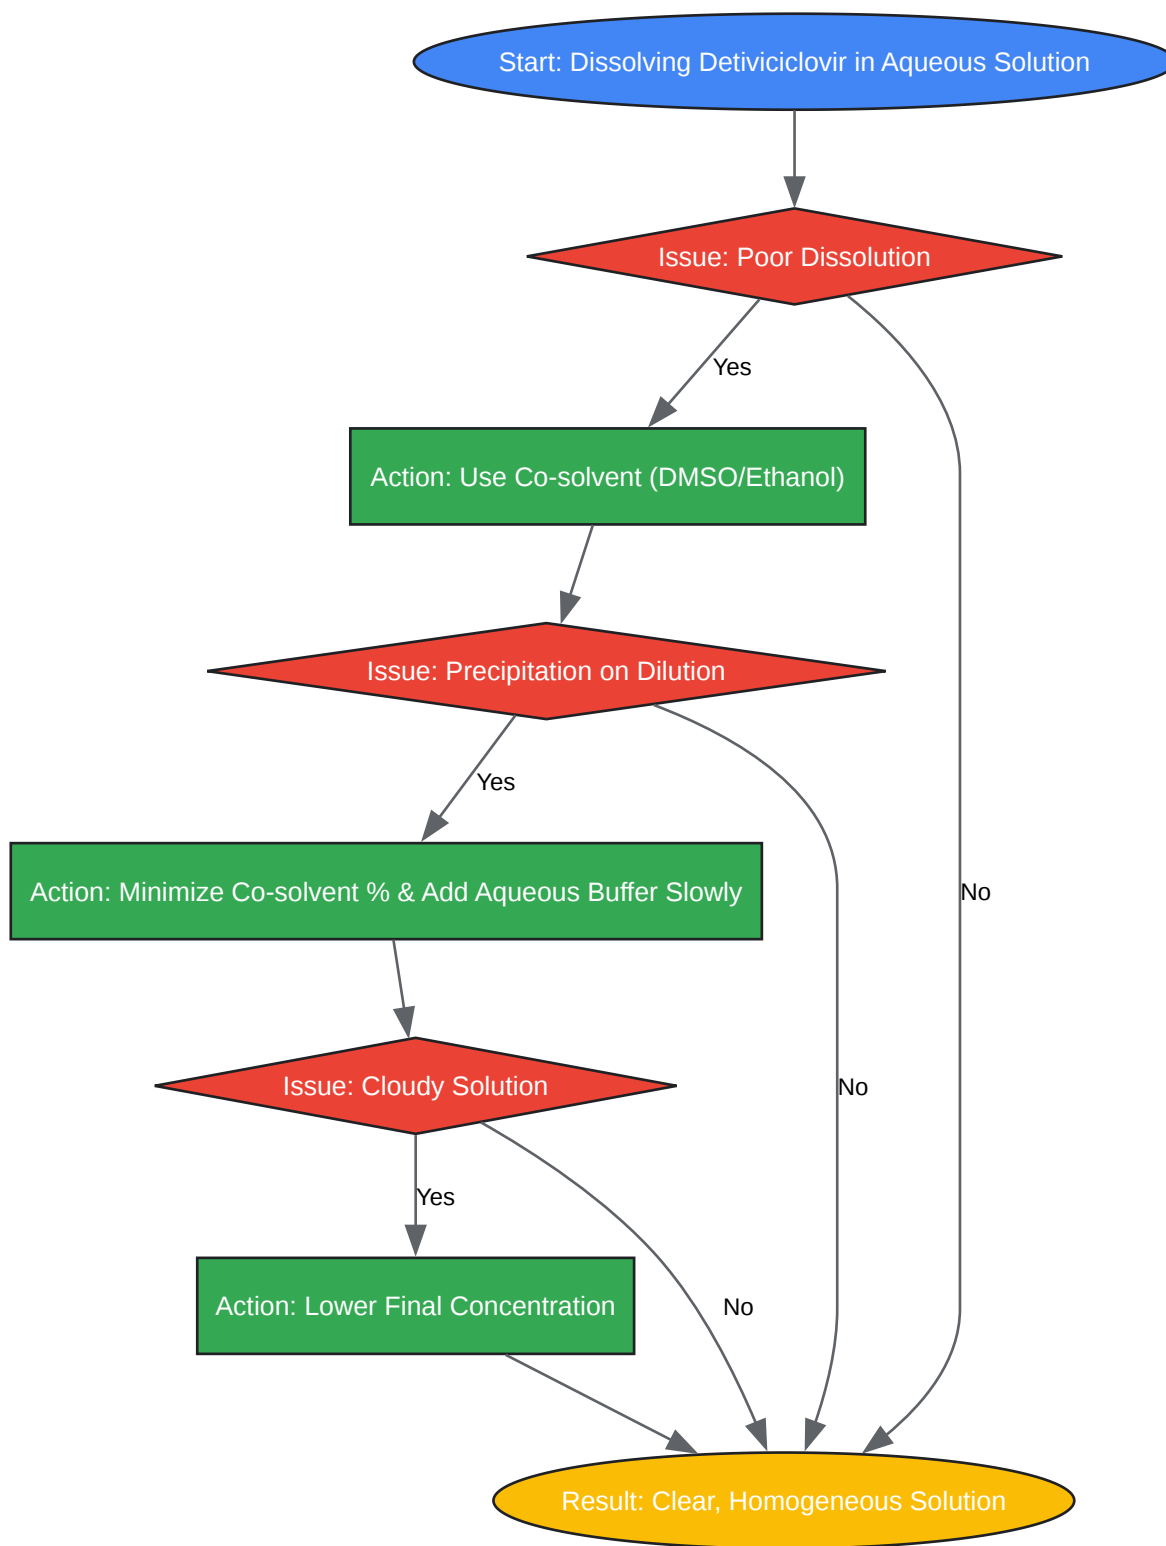 Start: Dissolving Detiviciclovir in Aqueous Solution
Issue: Poor Dissolution
Yes
Action: Use Co-solvent (DMSO/Ethanol)
Issue: Precipitation on Dilution
Yes
Action: Minimize Co-solvent % & Add Aqueous Buffer Slowly
No
Issue: Cloudy Solution
No
Yes
Action: Lower Final Concentration
No
Result: Clear, Homogeneous Solution